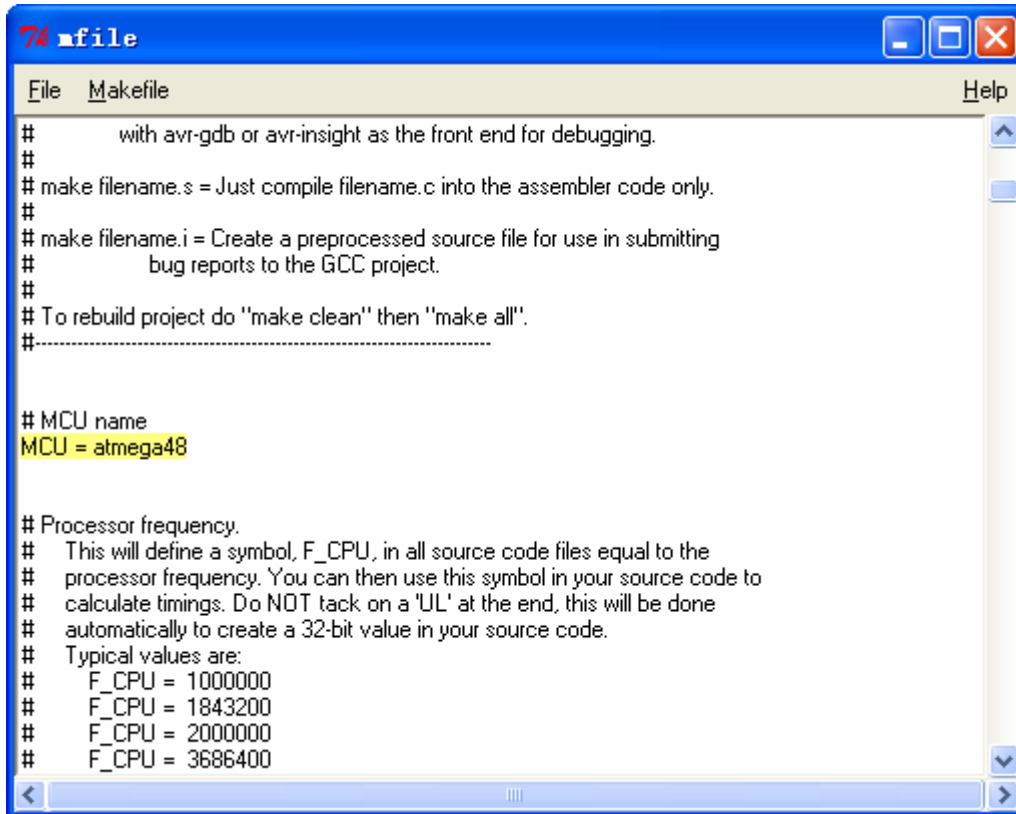 mfile
File Makefile Help
# with avr-gdb or avr-insight as the front end for debugging.
#
# make filename.s = Just compile filename.c into the assembler code only.
#
# make filename.i = Create a preprocessed source file for use in submitting
# bug reports to the GCC project.
#
# To rebuild project do "make clean" then "make all".
#----------------------------------------------------------------------------
# MCU name
MCU = atmega48
# Processor frequency.
# This will define a symbol, F_CPU, in all source code files equal to the
# processor frequency. You can then use this symbol in your source code to
# calculate timings. Do NOT tack on a 'UL' at the end, this will be done
# automatically to create a 32-bit value in your source code.
# Typical values are:
# F_CPU = 1000000
# F_CPU = 1843200
# F_CPU = 2000000
# F_CPU = 3686400